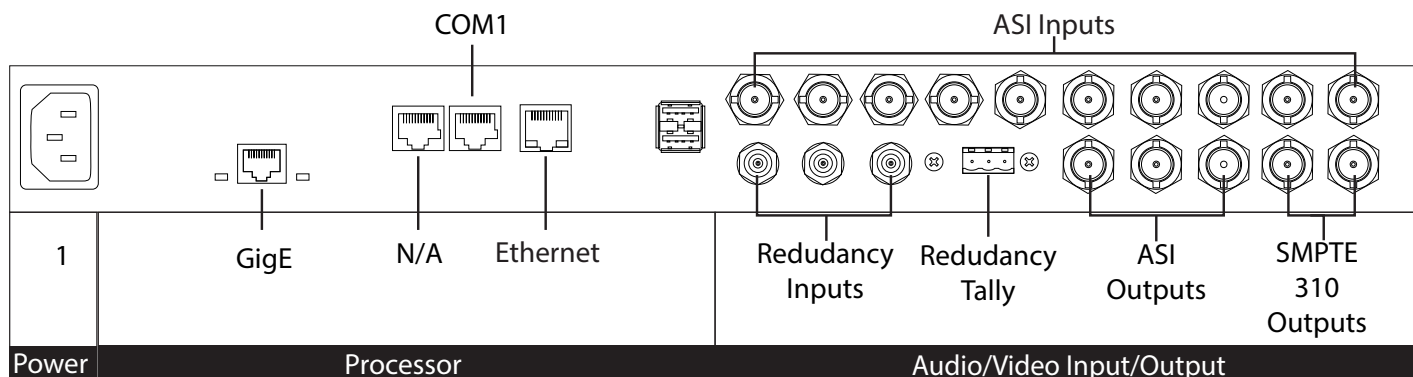 COM1
ASI Inputs
GigE
N/A
Ethernet
Redudancy
Inputs
Redudancy
Tally
ASI
Outputs
SMPTE
310
Outputs
1
Power
Processor
Audio/Video Input/Output